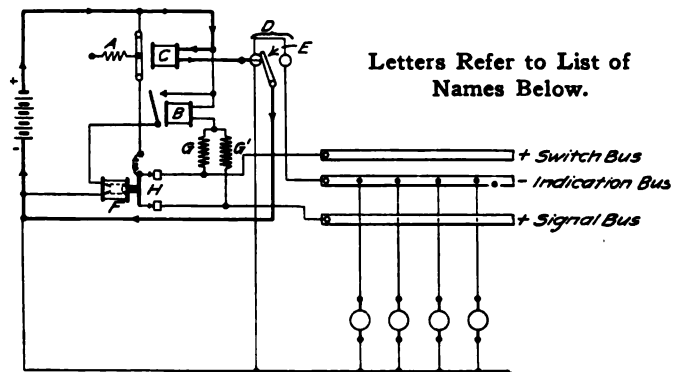 D
A
C
K
E
Letters Refer to List of
Names Below.
+
B
-
G G'
+ Switch Bus
H
- Indication Bus
F
+ Signal Bus